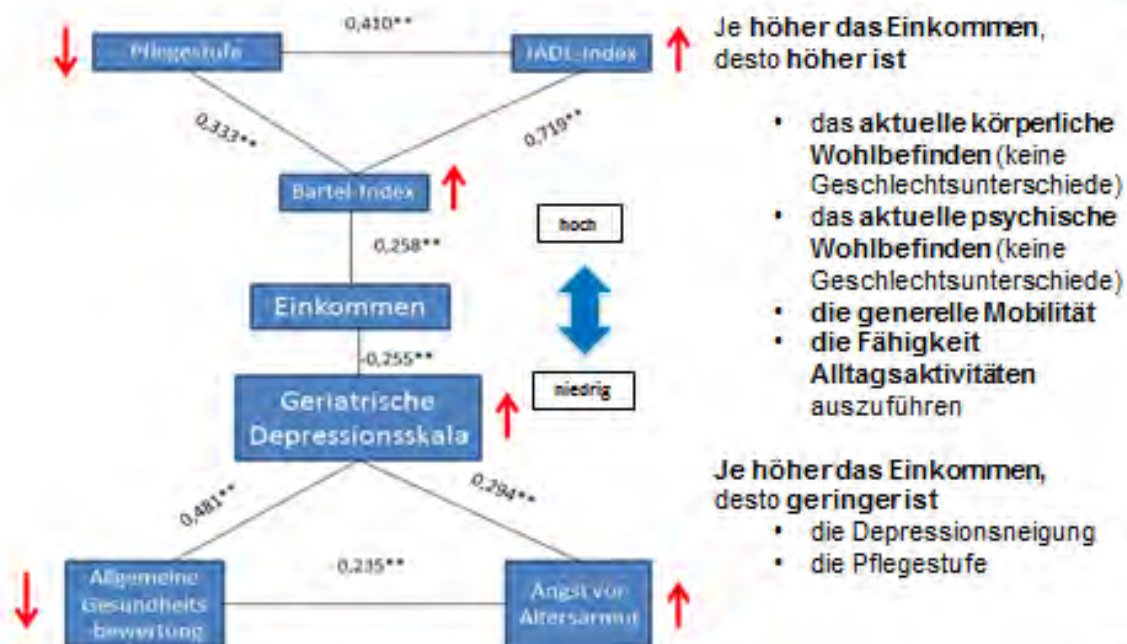 0,410**
Pflegestufe
IADL-Index
0,333**
0,719**
Bartel-Index
0,258**
Einkommen
-0,255**
Geriatrische
Depressionsskala
0,481**
0,294**
0,235**
Allgemeine
Gesundheits
-bewertung
Angst vor
Altersarmut
hoch
niedrig
Je höher das Einkommen,
desto höher ist
• das aktuelle körperliche
Wohlbefinden (keine
Geschlechtsunterschiede)
• das aktuelle psychische
Wohlbefinden (keine
Geschlechtsunterschiede)
• die generelle Mobilität
• die Fähigkeit
Alltagsaktivitäten
auszuführen
Je höher das Einkommen,
desto geringer ist
• die Depressionsneigung
• die Pflegestufe